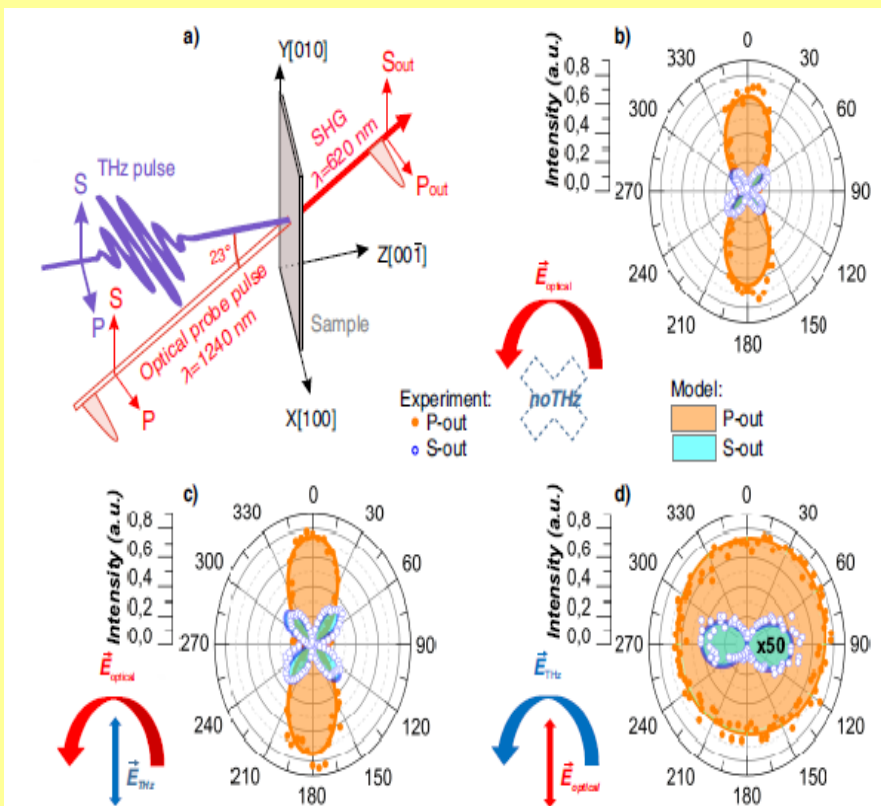 a)
Y[010]
S
THz pulse
P
23°
S
Optical probe pulse
λ=1240 nm
P
SHG
λ=620 nm
Sout
Pout
Z[001̄]
Sample
X[100]
b)
Intensity (a.u.)
0,8
0,6
0,4
0,2
0,0
0
30
60
90
120
150
180
210
240
270
300
330
E⃗optical
noTHz
Experiment:
P-out
S-out
Model:
P-out
S-out
c)
Intensity (a.u.)
0,8
0,6
0,4
0,2
0,0
0
30
60
90
120
150
180
210
240
270
300
330
E⃗optical
E⃗THz
d)
Intensity (a.u.)
0,8
0,6
0,4
0,2
0,0
0
30
60
90
120
150
180
210
240
270
300
330
x50
E⃗THz
E⃗optical